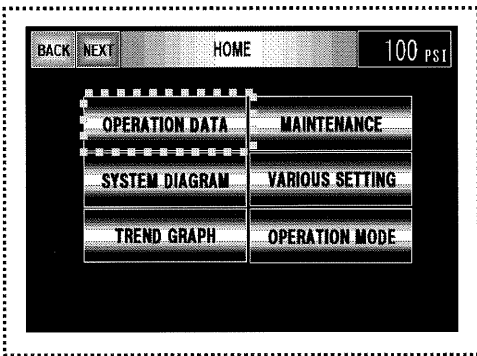 BACK NEXT HOME 100 PSI
OPERATION DATA MAINTENANCE
SYSTEM DIAGRAM VARIOUS SETTING
TREND GRAPH OPERATION MODE